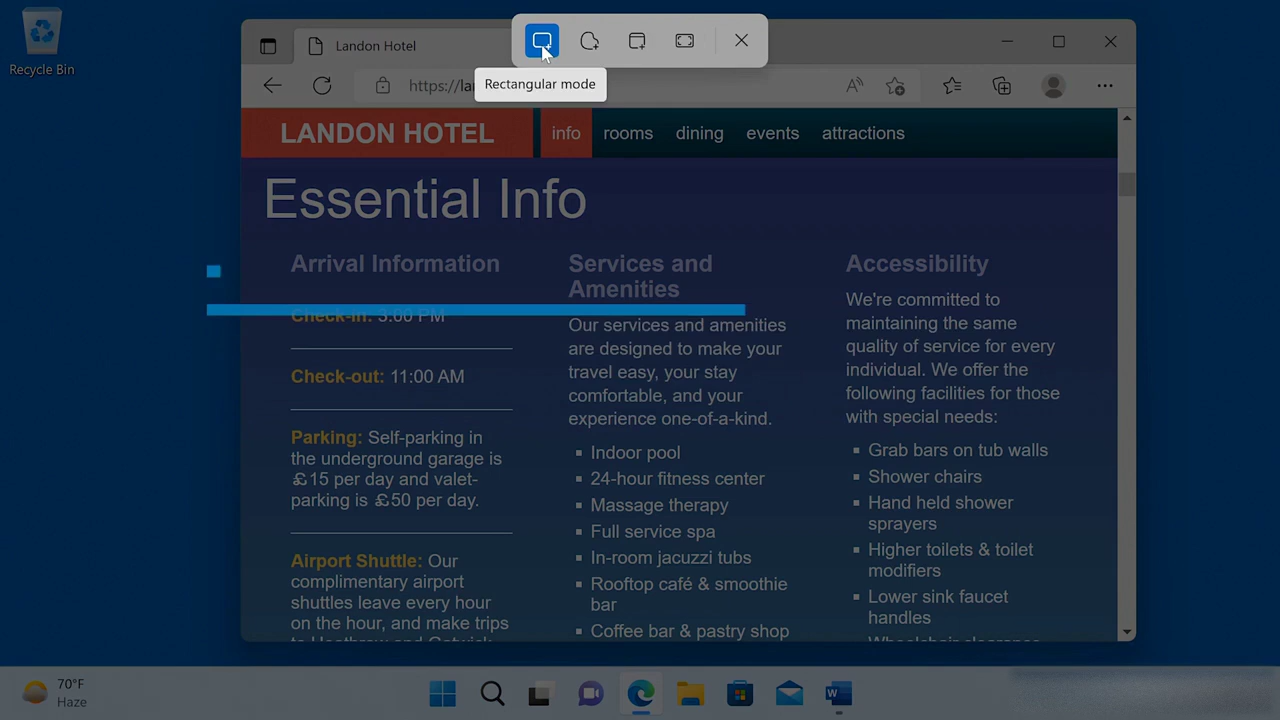 Recycle Bin
Landon Hotel
Rectangular mode
LANDON HOTEL
info
rooms
dining
events
attractions
Essential Info
Arrival Information
Check-in: 3:00 PM
Check-out: 11:00 AM
Parking: Self-parking in
the underground garage is
£15 per day and valet-
parking is £50 per day.
Airport Shuttle: Our
complimentary airport
shuttles leave every hour
on the hour, and make trips
to Heathrow and Gatwick
Services and
Amenities
Our services and amenities
are designed to make your
travel easy, your stay
comfortable, and your
experience one-of-a-kind.
▪ Indoor pool
▪ 24-hour fitness center
▪ Massage therapy
▪ Full service spa
▪ In-room jacuzzi tubs
▪ Rooftop café & smoothie
bar
▪ Coffee bar & pastry shop
Accessibility
We're committed to
maintaining the same
quality of service for every
individual. We offer the
following facilities for those
with special needs:
▪ Grab bars on tub walls
▪ Shower chairs
▪ Hand held shower
sprayers
▪ Higher toilets & toilet
modifiers
▪ Lower sink faucet
handles
70°F
Haze